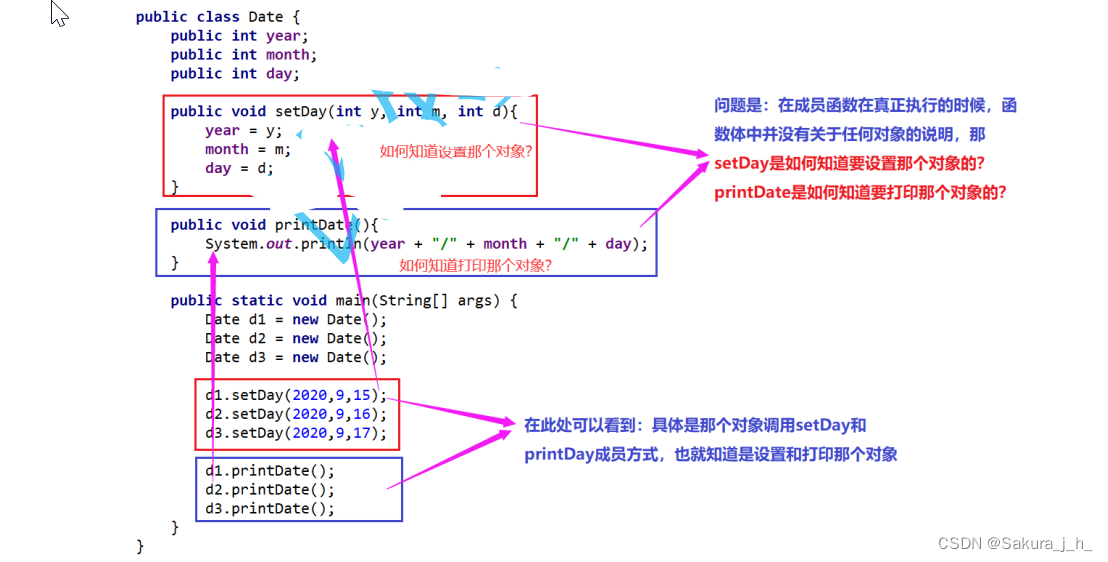 public class Date {
public int year;
public int month;
public int day;
public void setDay(int y, int m, int d){
year = y;
month = m;
day = d;
}
如何知道设置那个对象?
问题是：在成员函数在真正执行的时候，函
数体中并没有关于任何对象的说明，那
setDay是如何知道要设置那个对象的?
printDate是如何知道要打印那个对象的?
public void printDate(){
System.out.println(year + "/" + month + "/" + day);
}
如何知道打印那个对象?
public static void main(String[] args) {
Date d1 = new Date();
Date d2 = new Date();
Date d3 = new Date();
d1.setDay(2020,9,15);
d2.setDay(2020,9,16);
d3.setDay(2020,9,17);
在此处可以看到：具体是那个对象调用setDay和
printDay成员方式，也就知道是设置和打印那个对象
d1.printDate();
d2.printDate();
d3.printDate();
}
}
CSDN @Sakura_j_h_